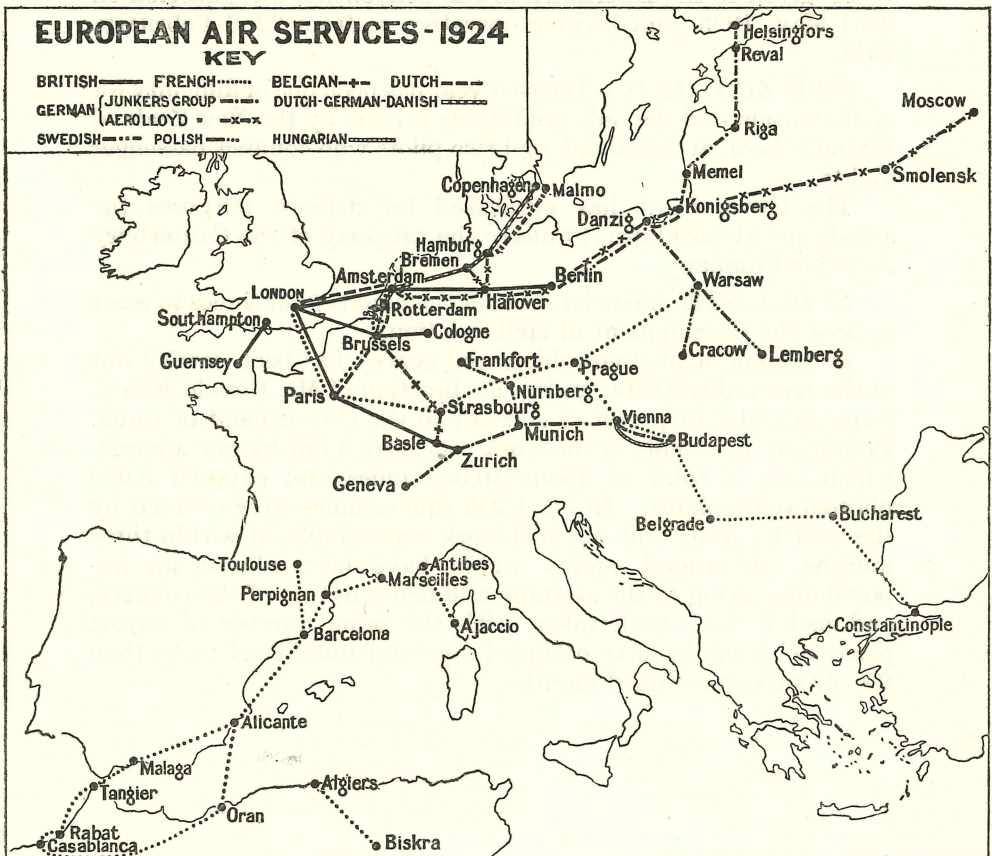 EUROPEAN AIR SERVICES-1924
KEY
BRITISH FRENCH BELGIAN DUTCH
GERMAN JUNKERS GROUP DUTCH-GERMAN-DANISH
AEROLLOYD
SWEDISH POLISH HUNGARIAN
Helsingfors
Reval
Moscow
Riga
Smolensk
Memel
Copenhagen
Malmo
Konigsberg
Danzig
Hamburg
Bremen
Amsterdam
Berlin
Warsaw
LONDON
Hanover
Rotterdam
Southampton
Cologne
Brussels
Guernsey
Frankfort
Cracow
Lemberg
Prague
Paris
Nürnberg
Strasbourg
Vienna
Munich
Basle
Budapest
Zurich
Geneva
Belgrade
Bucharest
Toulouse
Antibes
Marseilles
Perpignan
Barcelona
Ajaccio
Constantinople
Alicante
Malaga
Tangier
Algiers
Oran
Rabat
Casablanca
Biskra